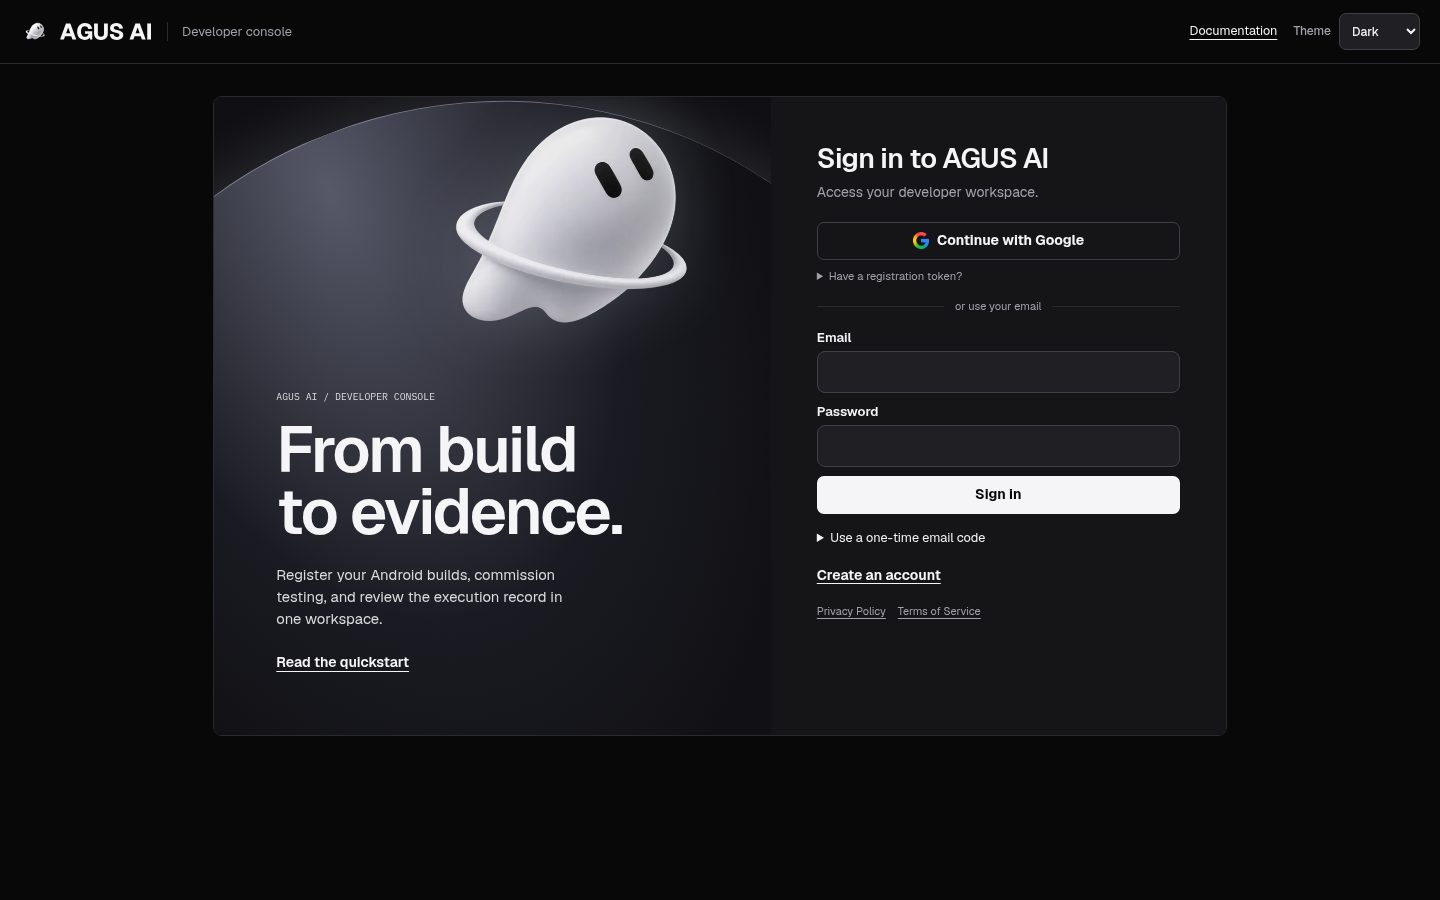 AGUS AI
Developer console
Documentation
Theme
Dark
AGUS AI / DEVELOPER CONSOLE
From build
to evidence.
Register your Android builds, commission
testing, and review the execution record in
one workspace.
Read the quickstart
Sign in to AGUS AI
Access your developer workspace.
Continue with Google
Have a registration token?
or use your email
Email
Password
Sign in
Use a one-time email code
Create an account
Privacy Policy
Terms of Service